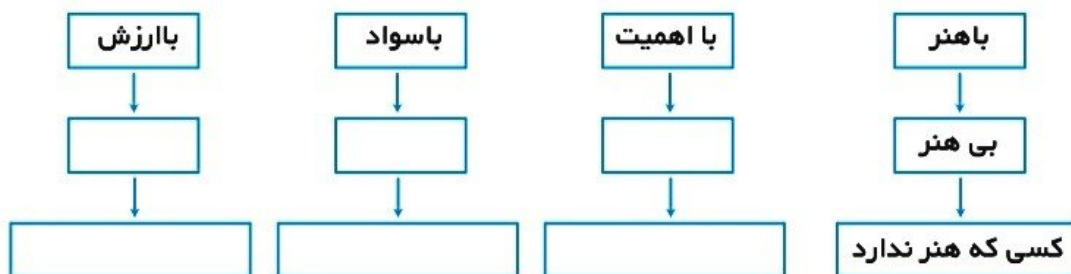 باهنر
با اهمیت
باسواد
باارزش
بی هنر
کسی که هنر ندارد